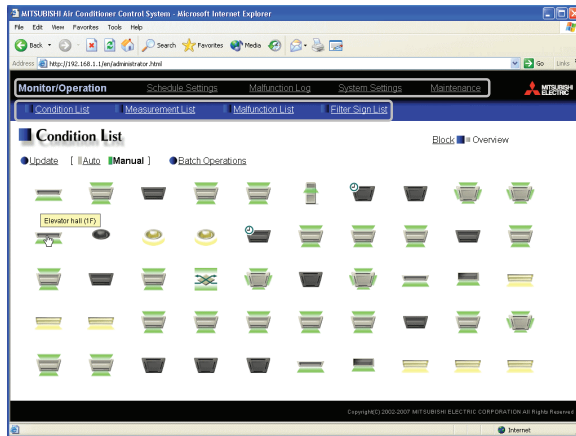 MITSUBISHI Air Conditioner Control System - Microsoft Internet Explorer
File Edit View Favorites Tools Help
Back Search Favorites Media
Address http://192.168.1.1/en/administrator.html Go Links
Monitor/Operation Schedule Settings Malfunction Log System Settings Maintenance MITSUBISHI ELECTRIC
Condition List Measurement List Malfunction List Filter Sign List
Condition List
Block Overview
Update [ Auto Manual ] Batch Operations
Elevator hall (1F)
Copyright(C) 2002-2007 MITSUBISHI ELECTRIC CORPORATION All Rights Reserved
Internet